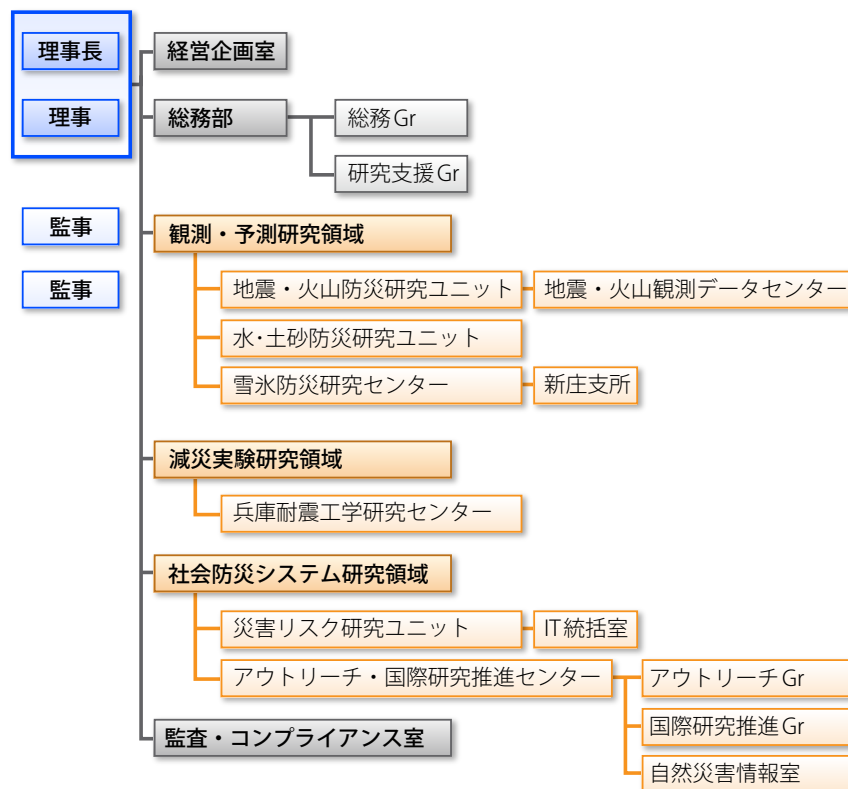 理事長
理事
監事
監事
経営企画室
総務部
総務Gr
研究支援Gr
観測・予測研究領域
地震・火山防災研究ユニット
地震・火山観測データセンター
水・土砂防災研究ユニット
雪氷防災研究センター
新庄支所
減災実験研究領域
兵庫耐震工学研究センター
社会防災システム研究領域
災害リスク研究ユニット
IT統括室
アウトリーチ・国際研究推進センター
アウトリーチGr
国際研究推進Gr
自然災害情報室
監査・コンプライアンス室